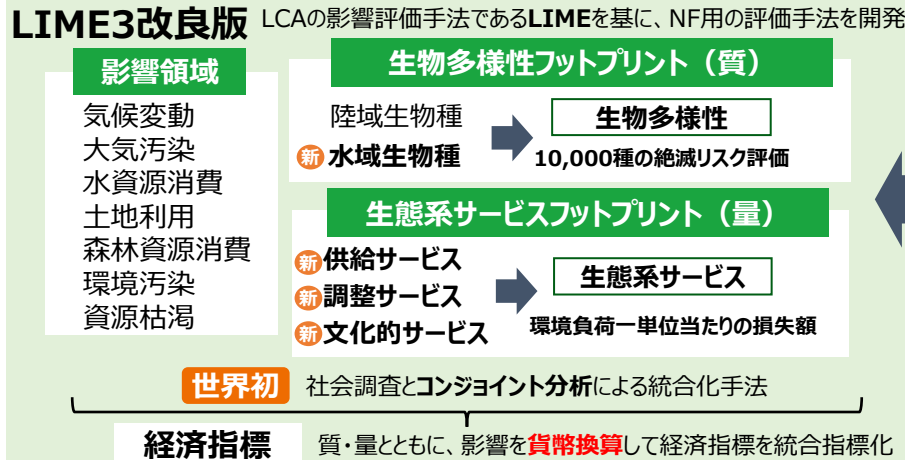 LIME3改良版 LCAの影響評価手法であるLIMEを基に、NF用の評価手法を開発
影響領域
気候変動
大気汚染
水資源消費
土地利用
森林資源消費
環境汚染
資源枯渇
生物多様性フットプリント（質）
陸域生物種
新 水域生物種
生物多様性
10,000種の絶滅リスク評価
生態系サービスフットプリント（量）
新 供給サービス
新 調整サービス
新 文化的サービス
生態系サービス
環境負荷一単位当たりの損失額
世界初 社会調査とコンジョイント分析による統合化手法
経済指標 質・量とともに、影響を貨幣換算して経済指標を統合指標化